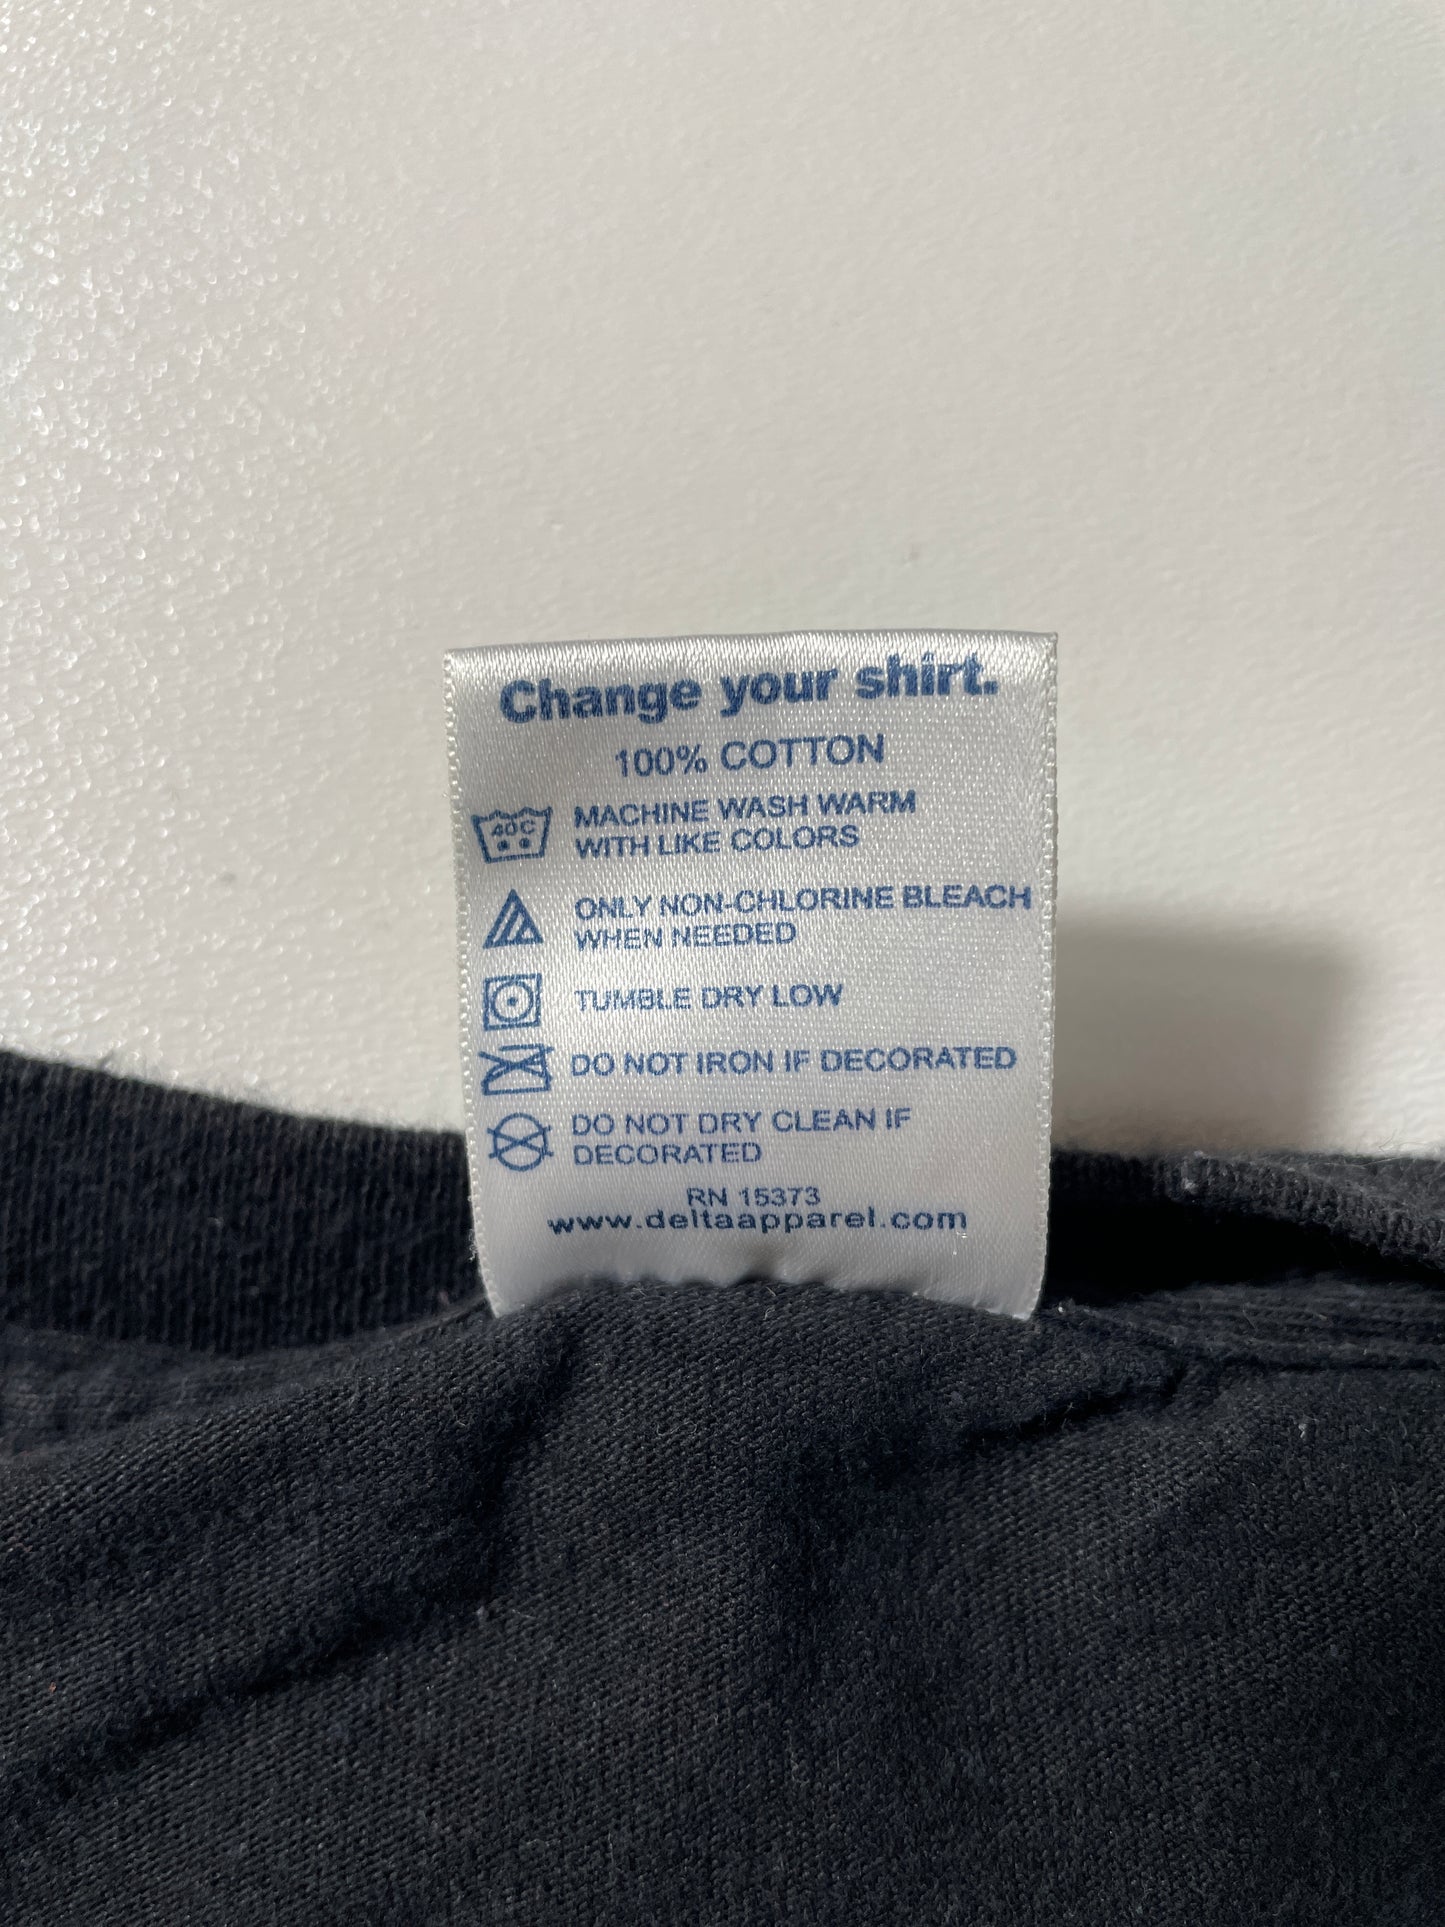 Change your shirt.
100% COTTON
40C
MACHINE WASH WARM
WITH LIKE COLORS
ONLY NON-CHLORINE BLEACH
WHEN NEEDED
TUMBLE DRY LOW
DO NOT IRON IF DECORATED
DO NOT DRY CLEAN IF
DECORATED
RN 15373
www.deltaapparel.com